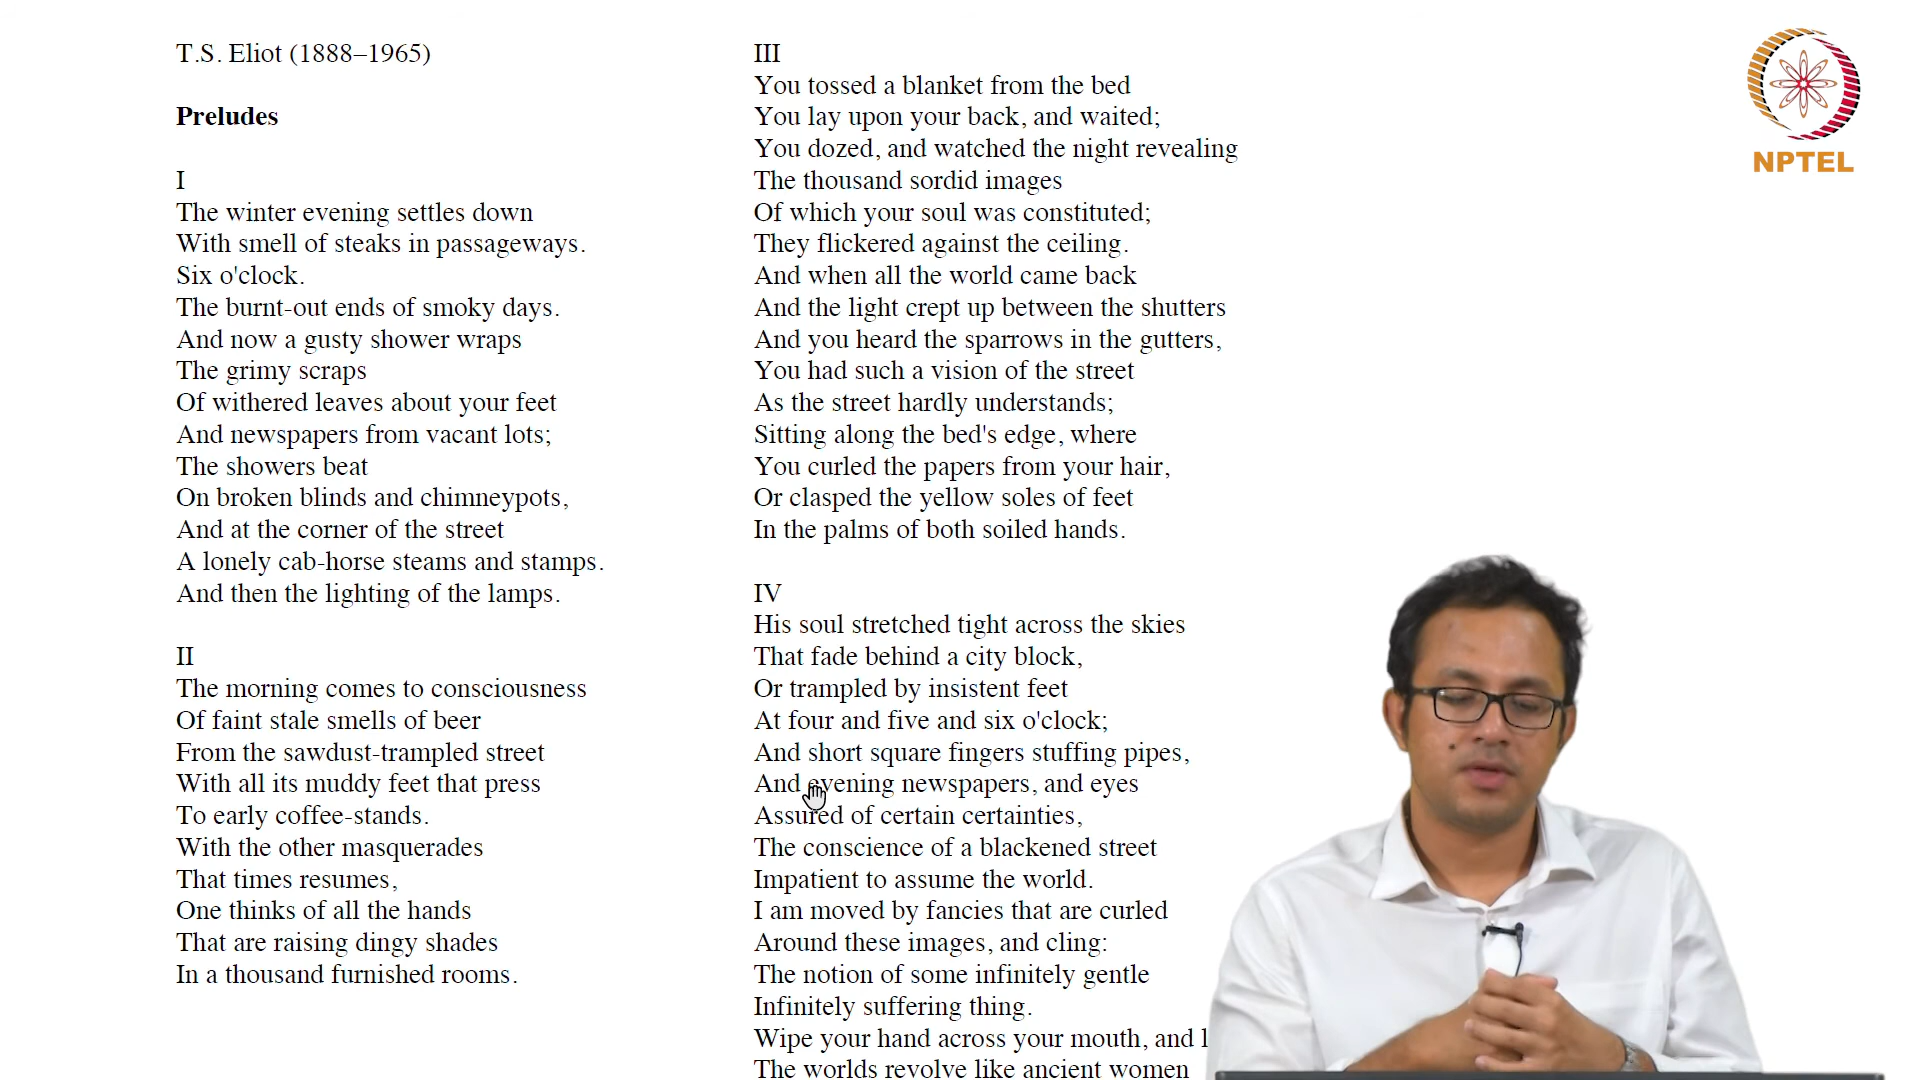 T.S. Eliot (1888–1965)
Preludes
I
The winter evening settles down
With smell of steaks in passageways.
Six o'clock.
The burnt-out ends of smoky days.
And now a gusty shower wraps
The grimy scraps
Of withered leaves about your feet
And newspapers from vacant lots;
The showers beat
On broken blinds and chimneypots,
And at the corner of the street
A lonely cab-horse steams and stamps.
And then the lighting of the lamps.
II
The morning comes to consciousness
Of faint stale smells of beer
From the sawdust-trampled street
With all its muddy feet that press
To early coffee-stands.
With the other masquerades
That times resumes,
One thinks of all the hands
That are raising dingy shades
In a thousand furnished rooms.
III
You tossed a blanket from the bed
You lay upon your back, and waited;
You dozed, and watched the night revealing
The thousand sordid images
Of which your soul was constituted;
They flickered against the ceiling.
And when all the world came back
And the light crept up between the shutters
And you heard the sparrows in the gutters,
You had such a vision of the street
As the street hardly understands;
Sitting along the bed's edge, where
You curled the papers from your hair,
Or clasped the yellow soles of feet
In the palms of both soiled hands.
IV
His soul stretched tight across the skies
That fade behind a city block,
Or trampled by insistent feet
At four and five and six o'clock;
And short square fingers stuffing pipes,
And evening newspapers, and eyes
Assured of certain certainties,
The conscience of a blackened street
Impatient to assume the world.
I am moved by fancies that are curled
Around these images, and cling:
The notion of some infinitely gentle
Infinitely suffering thing.
Wipe your hand across your mouth, and
The worlds revolve like ancient women
NPTEL